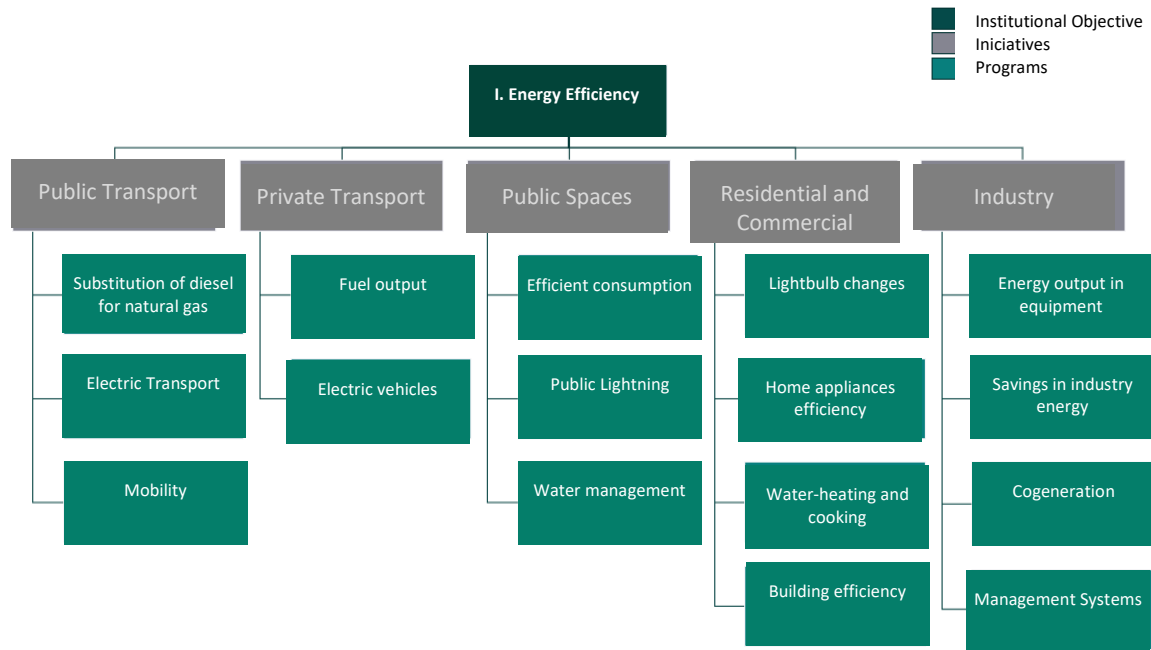 Institutional Objective
Iniciatives
Programs
I. Energy Efficiency
Public Transport
Private Transport
Public Spaces
Residential and
Commercial
Industry
Substitution of diesel
for natural gas
Electric Transport
Mobility
Fuel output
Electric vehicles
Efficient consumption
Public Lightning
Water management
Lightbulb changes
Home appliances
efficiency
Water-heating and
cooking
Building efficiency
Energy output in
equipment
Savings in industry
energy
Cogeneration
Management Systems